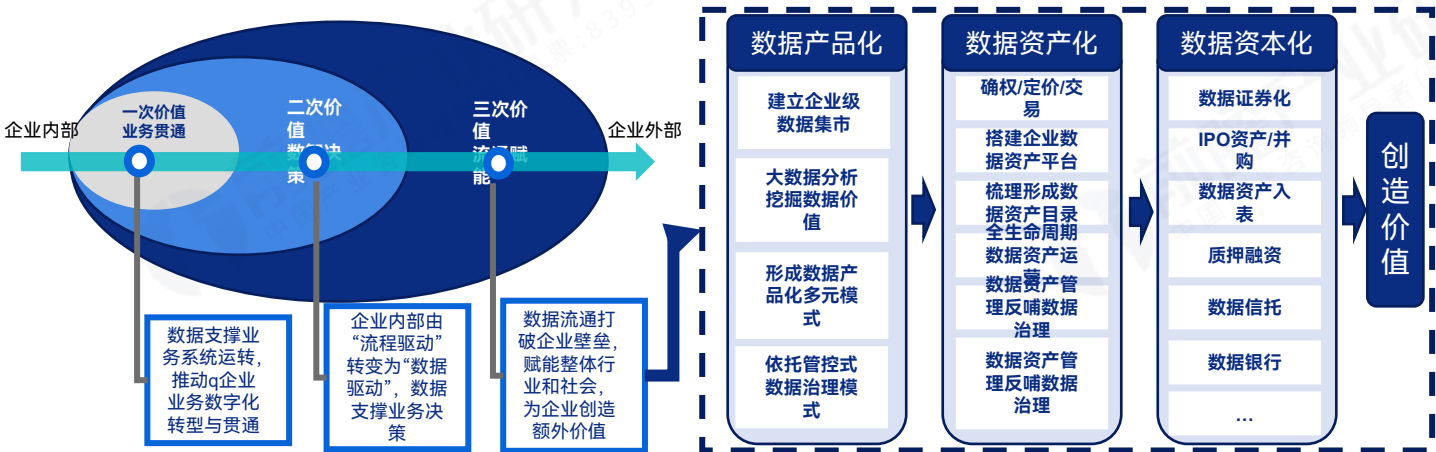 企业内部
一次价值
业务贯通
二次价
值
数智决
策
三次价
值
流通赋
能
企业外部
数据支撑业
务系统运转，
推动q企业
业务数字化
转型与贯通
企业内部由
“流程驱动”
转变为“数据
驱动”，数据
支撑业务决
策
数据流通打
破企业壁垒，
赋能整体行
业和社会，
为企业创造
额外价值
数据产品化
建立企业级
数据集市
大数据分析
挖掘数据价
值
形成数据产
品化多元模
式
依托管控式
数据治理模
式
数据资产化
确权/定价/交
易
搭建企业数
据资产平台
梳理形成数
据资产目录
全生命周期
数据资产运
营
数据资产管
理反哺数据
治理
数据资产管
理反哺数据
治理
数据资本化
数据证券化
IPO资产/并
购
数据资产入
表
质押融资
数据信托
数据银行
...
创
造
价
值